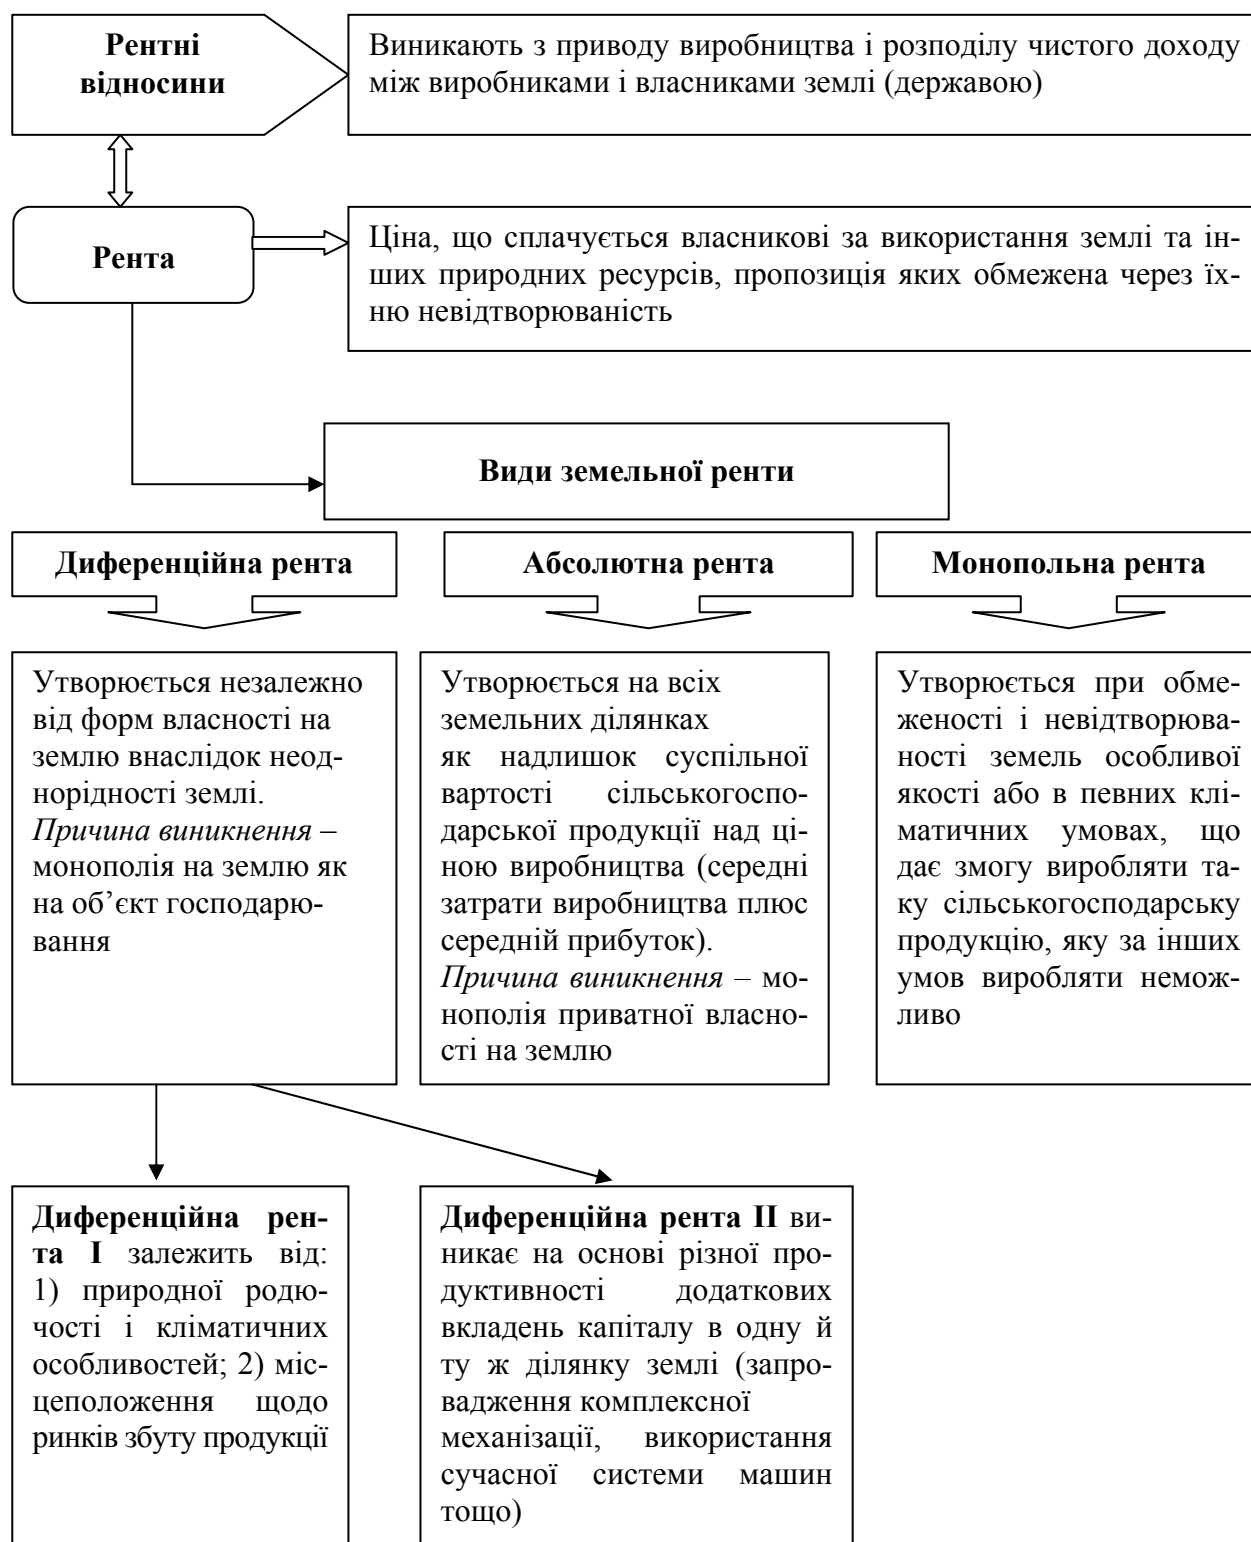 Рентні
відносини
Виникають з приводу виробництва і розподілу чистого доходу
між виробниками і власниками землі (державою)
Рента
Ціна, що сплачується власникові за використання землі та ін-
ших природних ресурсів, пропозиція яких обмежена через їх-
ню невідтворюваність
Види земельної ренти
Диференційна рента
Абсолютна рента
Монопольна рента
Утворюється незалежно
від форм власності на
землю внаслідок неод-
норідності землі.
Причина виникнення –
монополія на землю як
на об’єкт господарю-
вання
Утворюється на всіх
земельних ділянках
як надлишок суспільної
вартості сільськогоспо-
дарської продукції над ці-
ною виробництва (середні
затрати виробництва плюс
середній прибуток).
Причина виникнення – мо-
нополія приватної власно-
сті на землю
Утворюється при обме-
женості і невідтворюва-
ності земель особливої
якості або в певних клі-
матичних умовах, що
дає змогу виробляти та-
ку сільськогосподарську
продукцію, яку за інших
умов виробляти немож-
ливо
Диференційна рен-
та I залежить від:
1) природної родю-
чості і кліматичних
особливостей; 2) міс-
цеположення щодо
ринків збуту продукції
Диференційна рента II ви-
никає на основі різної про-
дуктивності додаткових
вкладень капіталу в одну й
ту ж ділянку землі (запро-
вадження комплексної
механізації, використання
сучасної системи машин
тощо)